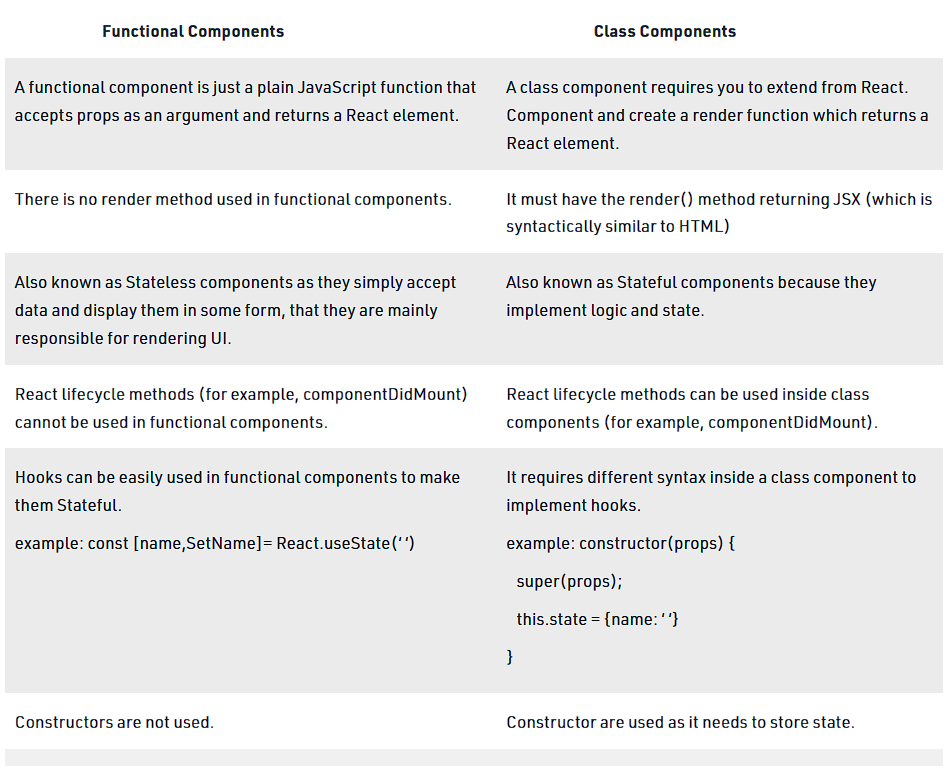 Functional Components
Class Components
A functional component is just a plain JavaScript function that
accepts props as an argument and returns a React element.
A class component requires you to extend from React.
Component and create a render function which returns a
React element.
There is no render method used in functional components.
It must have the render() method returning JSX (which is
syntactically similar to HTML)
Also known as Stateless components as they simply accept
data and display them in some form, that they are mainly
responsible for rendering UI.
Also known as Stateful components because they
implement logic and state.
React lifecycle methods (for example, componentDidMount)
cannot be used in functional components.
React lifecycle methods can be used inside class
components (for example, componentDidMount).
Hooks can be easily used in functional components to make
them Stateful.
example: const [name,SetName]= React.useState(‘ ‘)
It requires different syntax inside a class component to
implement hooks.
example: constructor(props) {
super(props);
this.state = {name: ‘ ‘}
}
Constructors are not used.
Constructor are used as it needs to store state.